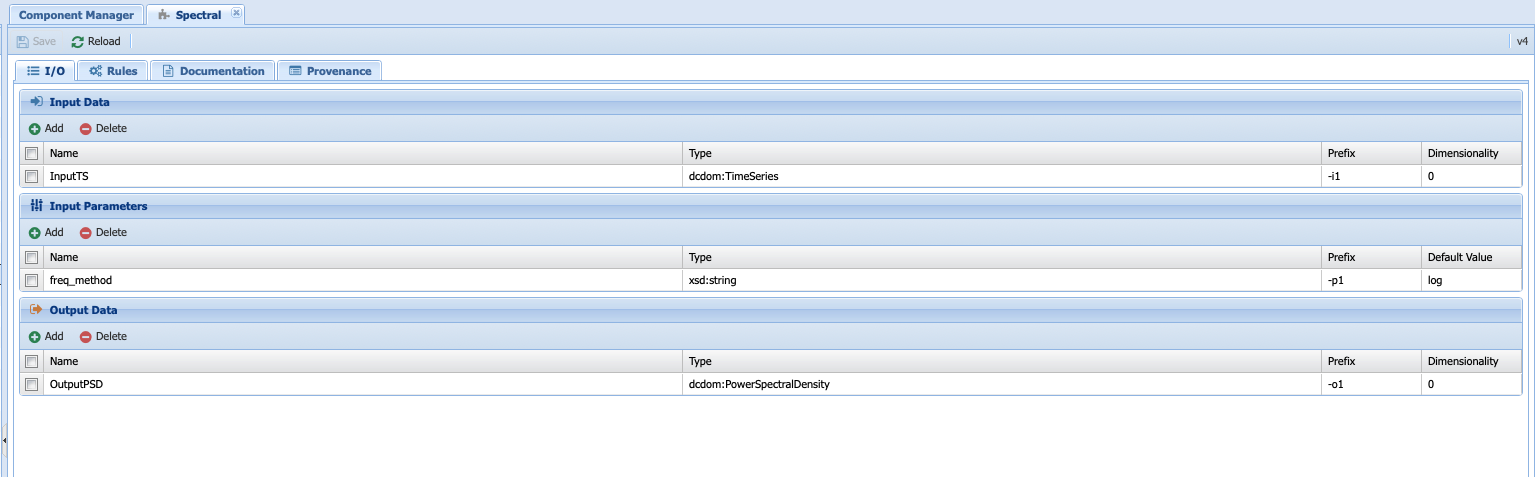 Component Manager Spectral
Save Reload v4
I/O Rules Documentation Provenance
Input Data
Add Delete
Name Type Prefix Dimensionality
InputTS dcdom:TimeSeries -i1 0
Input Parameters
Add Delete
Name Type Prefix Default Value
freq_method xsd:string -p1 log
Output Data
Add Delete
Name Type Prefix Dimensionality
OutputPSD dcdom:PowerSpectralDensity -o1 0